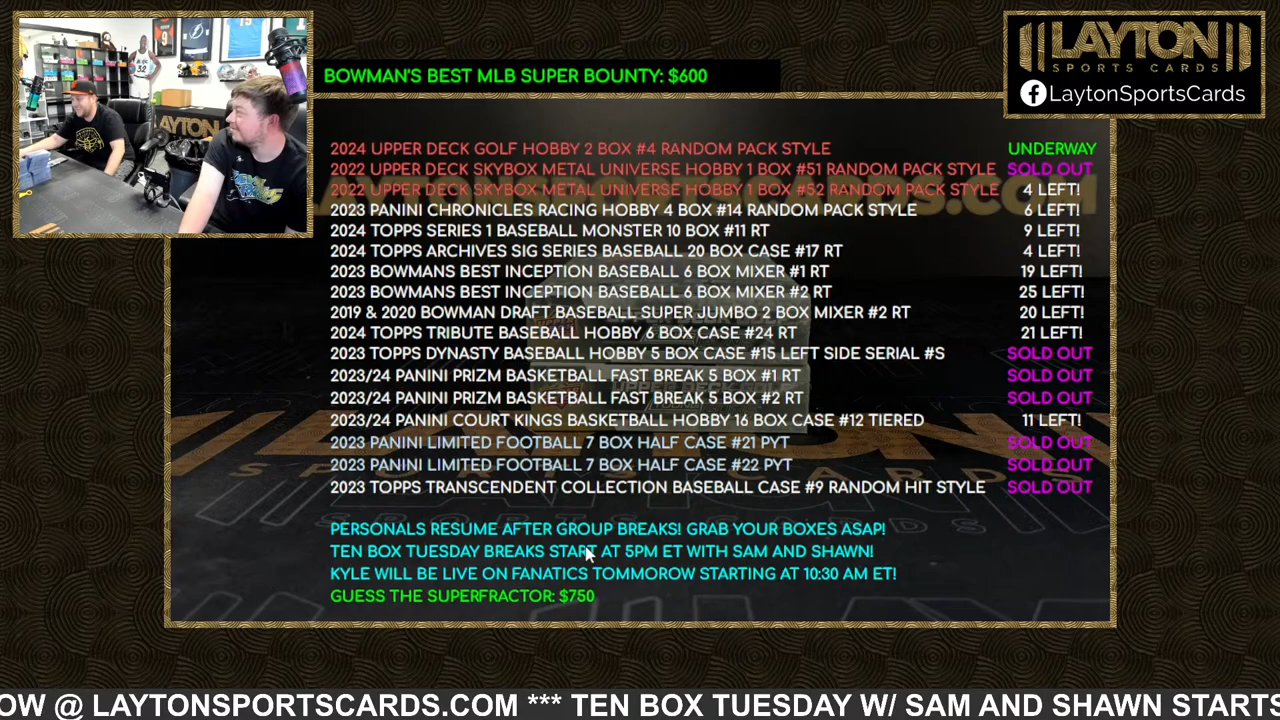 BOWMAN'S BEST MLB SUPER BOUNTY: $600
LAYTON
SPORTS CARDS
LaytonSportsCards
2024 UPPER DECK GOLF HOBBY 2 BOX #4 RANDOM PACK STYLE UNDERWAY
2022 UPPER DECK SKYBOX METAL UNIVERSE HOBBY 1 BOX #51 RANDOM PACK STYLE SOLD OUT
2022 UPPER DECK SKYBOX METAL UNIVERSE HOBBY 1 BOX #52 RANDOM PACK STYLE 4 LEFT!
2023 PANINI CHRONICLES RACING HOBBY 4 BOX #14 RANDOM PACK STYLE 6 LEFT!
2024 TOPPS SERIES 1 BASEBALL MONSTER 10 BOX #11 RT 9 LEFT!
2024 TOPPS ARCHIVES SIG SERIES BASEBALL 20 BOX CASE #17 RT 4 LEFT!
2023 BOWMANS BEST INCEPTION BASEBALL 6 BOX MIXER #1 RT 19 LEFT!
2023 BOWMANS BEST INCEPTION BASEBALL 6 BOX MIXER #2 RT 25 LEFT!
2019 & 2020 BOWMAN DRAFT BASEBALL SUPER JUMBO 2 BOX MIXER #2 RT 20 LEFT!
2024 TOPPS TRIBUTE BASEBALL HOBBY 6 BOX CASE #24 RT 21 LEFT!
2023 TOPPS DYNASTY BASEBALL HOBBY 5 BOX CASE #15 LEFT SIDE SERIAL #S SOLD OUT
2023/24 PANINI PRIZM BASKETBALL FAST BREAK 5 BOX #1 RT SOLD OUT
2023/24 PANINI PRIZM BASKETBALL FAST BREAK 5 BOX #2 RT SOLD OUT
2023/24 PANINI COURT KINGS BASKETBALL HOBBY 16 BOX CASE #12 TIERED 11 LEFT!
2023 PANINI LIMITED FOOTBALL 7 BOX HALF CASE #21 PYT SOLD OUT
2023 PANINI LIMITED FOOTBALL 7 BOX HALF CASE #22 PYT SOLD OUT
2023 TOPPS TRANSCENDENT COLLECTION BASEBALL CASE #9 RANDOM HIT STYLE SOLD OUT
PERSONALS RESUME AFTER GROUP BREAKS! GRAB YOUR BOXES ASAP!
TEN BOX TUESDAY BREAKS START AT 5PM ET WITH SAM AND SHAWN!
KYLE WILL BE LIVE ON FANATICS TOMMOROW STARTING AT 10:30 AM ET!
GUESS THE SUPERFRACTOR: $750
OW @ LAYTONSPORTSCARDS.COM *** TEN BOX TUESDAY W/ SAM AND SHAWN STARTS